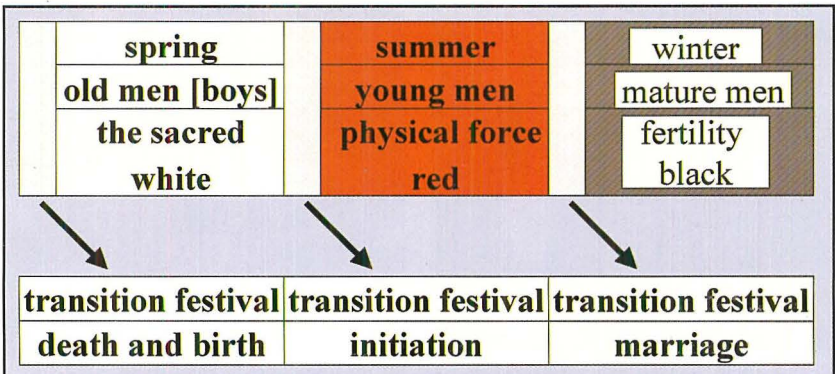 spring summer winter
old men [boys] young men mature men
the sacred physical force fertility
white red black
transition festival transition festival transition festival
death and birth initiation marriage